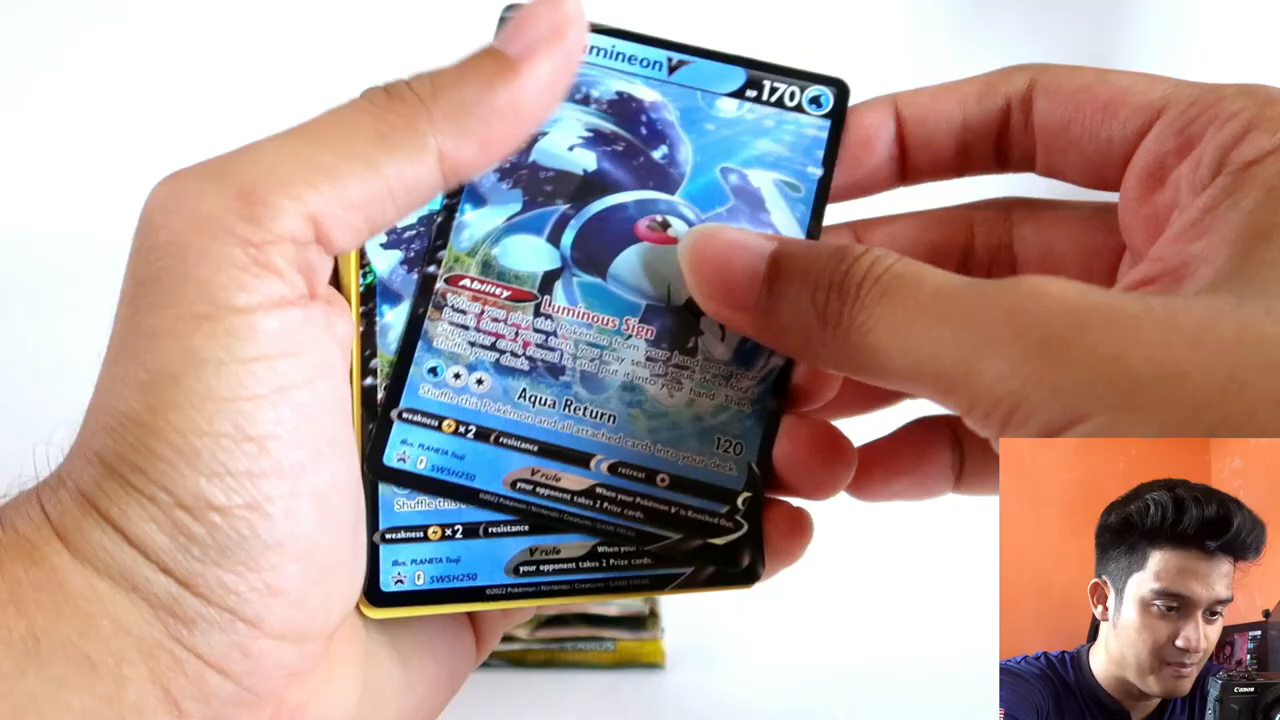 mineon V
HP 170
Ability Luminous Sign
When you play this Pokémon from your hand onto your
Bench during your turn, you may search your deck for a
Supporter card, reveal it, and put it into your hand. Then,
shuffle your deck.
Aqua Return
120
Shuffle this Pokémon and all attached cards into your deck.
weakness ×2 resistance retreat
Illus. PLANETA Tsuji
F SWSH250
V rule When your Pokémon V is Knocked Out,
your opponent takes 2 Prize cards.
©2022 Pokémon / Nintendo / Creatures / GAME FREAK
Shuffle this
weakness ×2 resistance
Illus. PLANETA Tsuji
V rule When your
your opponent takes 2 Prize cards.
F SWSH250
©2022 Pokémon / Nintendo / Creatures / GAME FREAK
CARDS
Canon